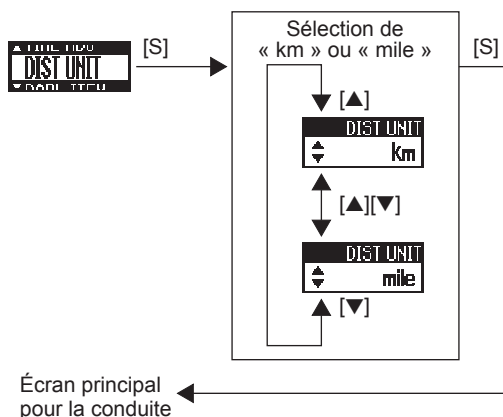 DIST UNIT
[S]
Sélection de
« km » ou « mile »
[S]
[▲]
DIST UNIT
km
[▲][▼]
DIST UNIT
mile
[▼]
Écran principal
pour la conduite